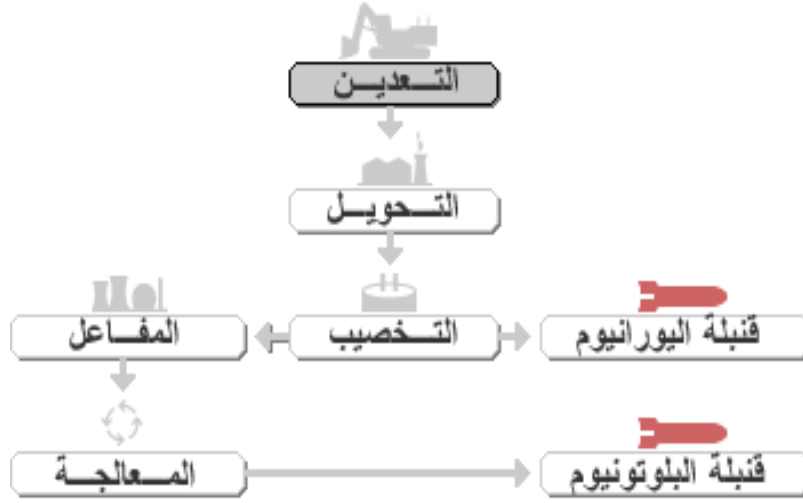 التعدين
التحويل
المفاعل
التخصيب
قنبلة اليورانيوم
المعالجة
قنبلة البلوتونيوم